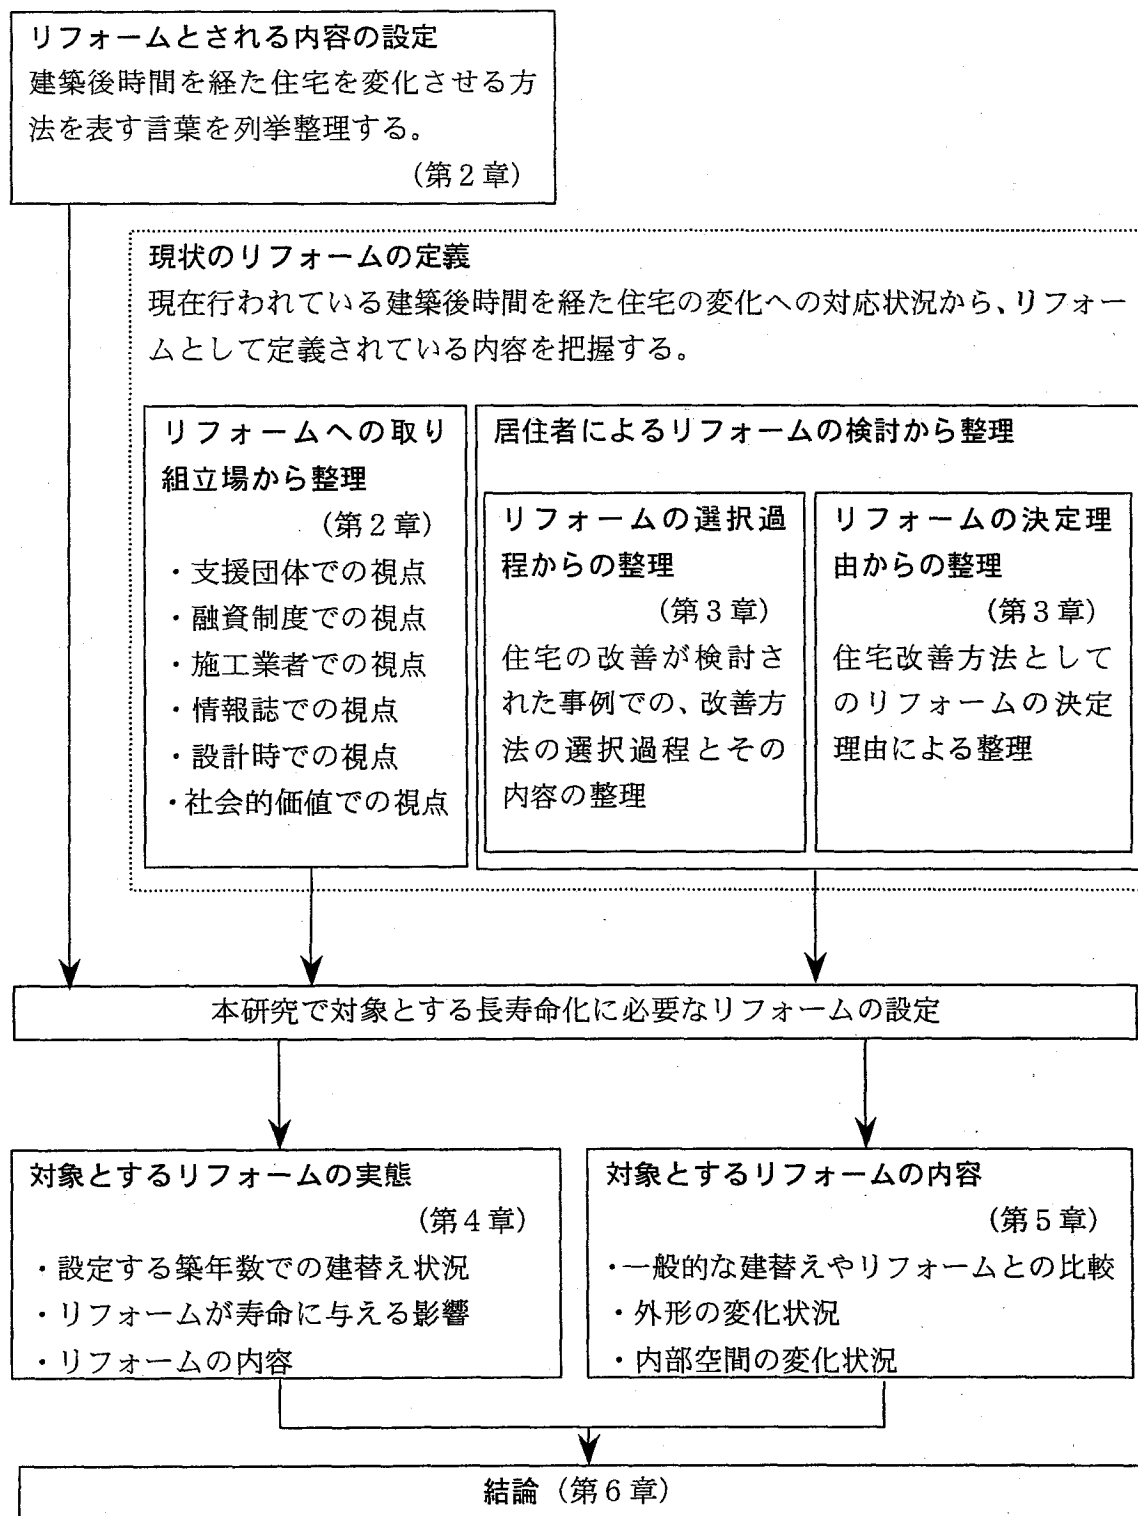 リフォームとされる内容の設定
建築後時間を経た住宅を変化させる方
法を表す言葉を列挙整理する。
（第２章）
現状のリフォームの定義
現在行われている建築後時間を経た住宅の変化への対応状況から、リフォー
ムとして定義されている内容を把握する。
リフォームへの取り
組立場から整理
（第２章）
・支援団体での視点
・融資制度での視点
・施工業者での視点
・情報誌での視点
・設計時での視点
・社会的価値での視点
居住者によるリフォームの検討から整理
リフォームの選択過
程からの整理
（第３章）
住宅の改善が検討さ
れた事例での、改善方
法の選択過程とその
内容の整理
リフォームの決定理
由からの整理
（第３章）
住宅改善方法として
のリフォームの決定
理由による整理
本研究で対象とする長寿命化に必要なリフォームの設定
対象とするリフォームの実態
（第４章）
・設定する築年数での建替え状況
・リフォームが寿命に与える影響
・リフォームの内容
対象とするリフォームの内容
（第５章）
・一般的な建替えやリフォームとの比較
・外形の変化状況
・内部空間の変化状況
結論（第６章）